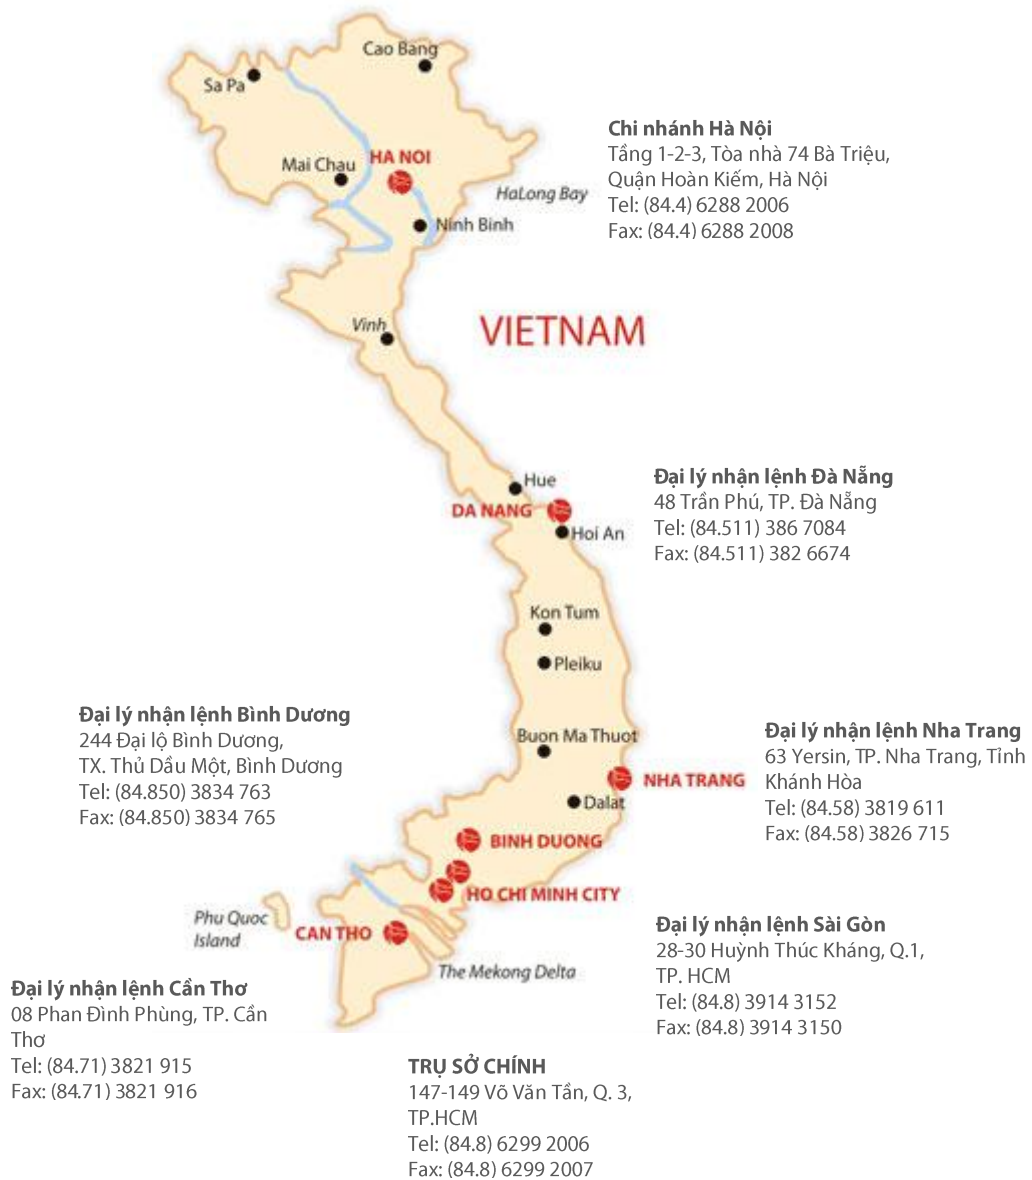 Cao Bang
Sa Pa
Chi nhánh Hà Nội
Tầng 1-2-3, Tòa nhà 74 Bà Triệu,
Quận Hoàn Kiếm, Hà Nội
Tel: (84.4) 6288 2006
Fax: (84.4) 6288 2008
HA NOI
Mai Chau
HaLong Bay
Ninh Binh
Vinh
VIETNAM
Hue
DA NANG
Hoi An
Đại lý nhận lệnh Đà Nẵng
48 Trần Phú, TP. Đà Nẵng
Tel: (84.511) 386 7084
Fax: (84.511) 382 6674
Kon Tum
Pleiku
Buon Ma Thuot
Đại lý nhận lệnh Bình Dương
244 Đại lộ Bình Dương,
TX. Thủ Dầu Một, Bình Dương
Tel: (84.850) 3834 763
Fax: (84.850) 3834 765
Đại lý nhận lệnh Nha Trang
63 Yersin, TP. Nha Trang, Tỉnh
Khánh Hòa
Tel: (84.58) 3819 611
Fax: (84.58) 3826 715
NHA TRANG
Dalat
BINH DUONG
HO CHI MINH CITY
Phu Quoc
Island
CAN THO
The Mekong Delta
Đại lý nhận lệnh Sài Gòn
28-30 Huỳnh Thúc Kháng, Q.1,
TP. HCM
Tel: (84.8) 3914 3152
Fax: (84.8) 3914 3150
Đại lý nhận lệnh Cần Thơ
08 Phan Đình Phùng, TP. Cần
Thơ
Tel: (84.71) 3821 915
Fax: (84.71) 3821 916
TRỤ SỞ CHÍNH
147-149 Võ Văn Tần, Q. 3,
TP.HCM
Tel: (84.8) 6299 2006
Fax: (84.8) 6299 2007